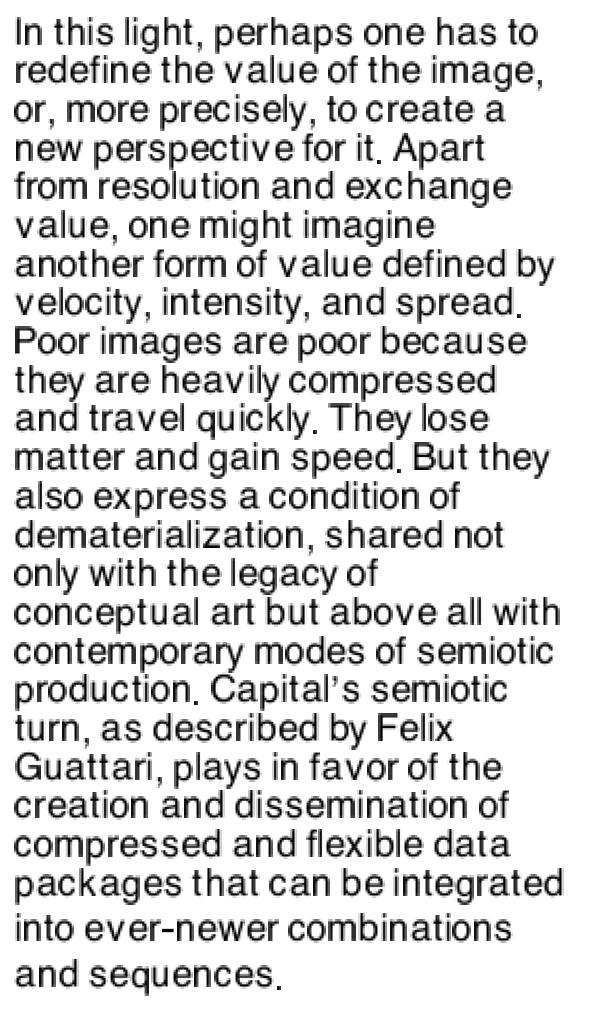 In this light, perhaps one has to
redefine the value of the image,
or, more precisely, to create a
new perspective for it. Apart
from resolution and exchange
value, one might imagine
another form of value defined by
velocity, intensity, and spread.
Poor images are poor because
they are heavily compressed
and travel quickly. They lose
matter and gain speed. But they
also express a condition of
dematerialization, shared not
only with the legacy of
conceptual art but above all with
contemporary modes of semiotic
production. Capital’s semiotic
turn, as described by Felix
Guattari, plays in favor of the
creation and dissemination of
compressed and flexible data
packages that can be integrated
into ever-newer combinations
and sequences.